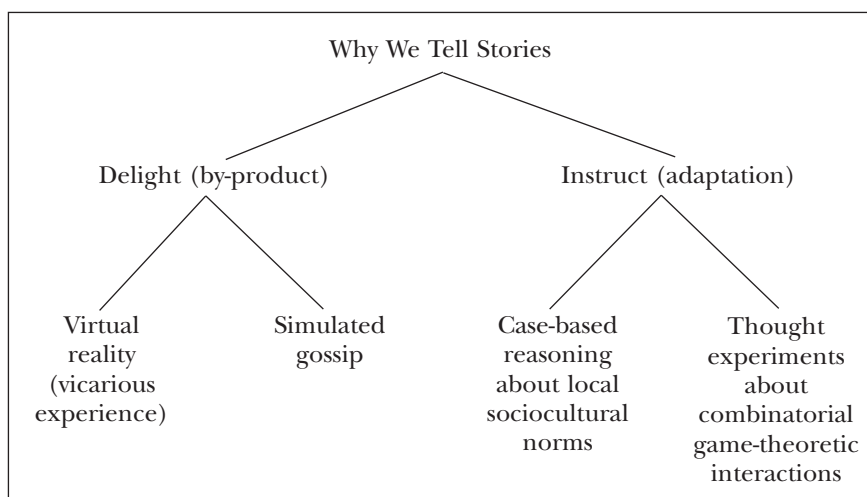 Why We Tell Stories
Delight (by-product)
Instruct (adaptation)
Virtual
reality
(vicarious
experience)
Simulated
gossip
Case-based
reasoning
about local
sociocultural
norms
Thought
experiments
about
combinatorial
game-theoretic
interactions